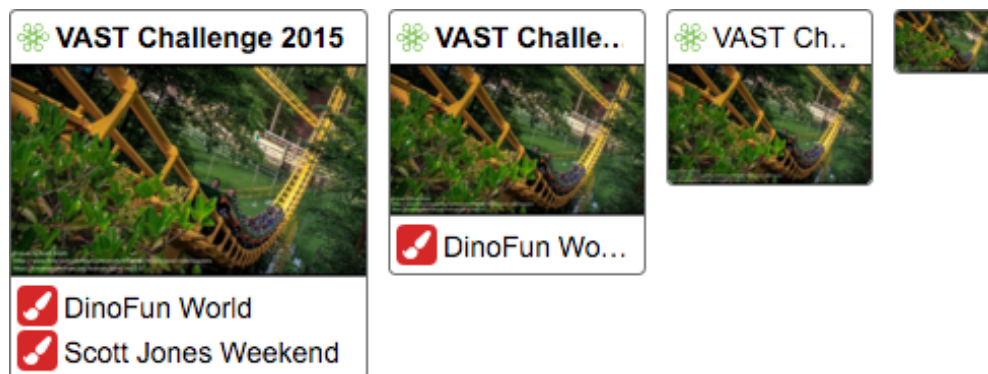 VAST Challenge 2015
DinoFun World
Scott Jones Weekend
VAST Challe..
DinoFun Wo...
VAST Ch..